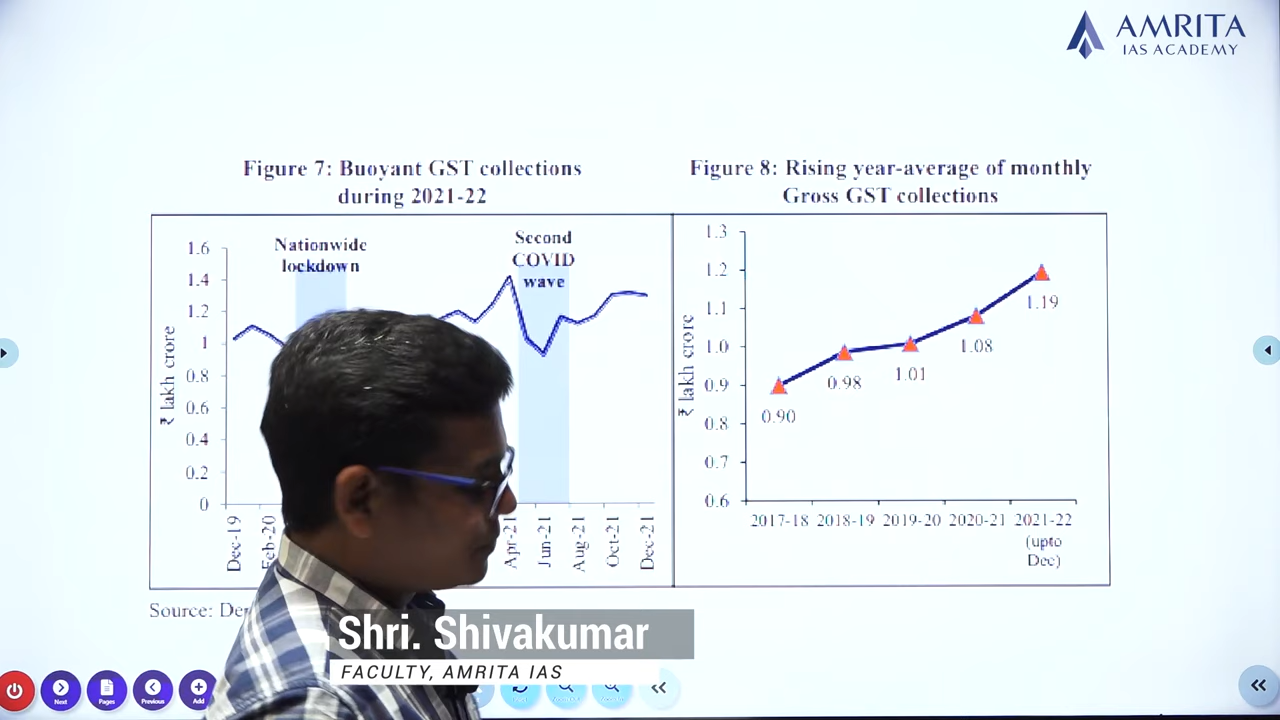 AMRITA
IAS ACADEMY
Figure 7: Buoyant GST collections
during 2021-22
Figure 8: Rising year-average of monthly
Gross GST collections
₹ lakh crore
1.6
1.4
1.2
1
0.8
0.6
0.4
0.2
0
Nationwide
lockdown
Second
COVID
wave
Dec-19
Feb-20
Apr-21
Jun-21
Aug-21
Oct-21
Dec-21
₹ lakh crore
1.3
1.2
1.1
1.0
0.9
0.8
0.7
0.6
0.90
0.98
1.01
1.08
1.19
2017-18 2018-19 2019-20 2020-21 2021-22
(upto
Dec)
Source:
Shri. Shivakumar
FACULTY, AMRITA IAS
Next
Pages
Previous
Add